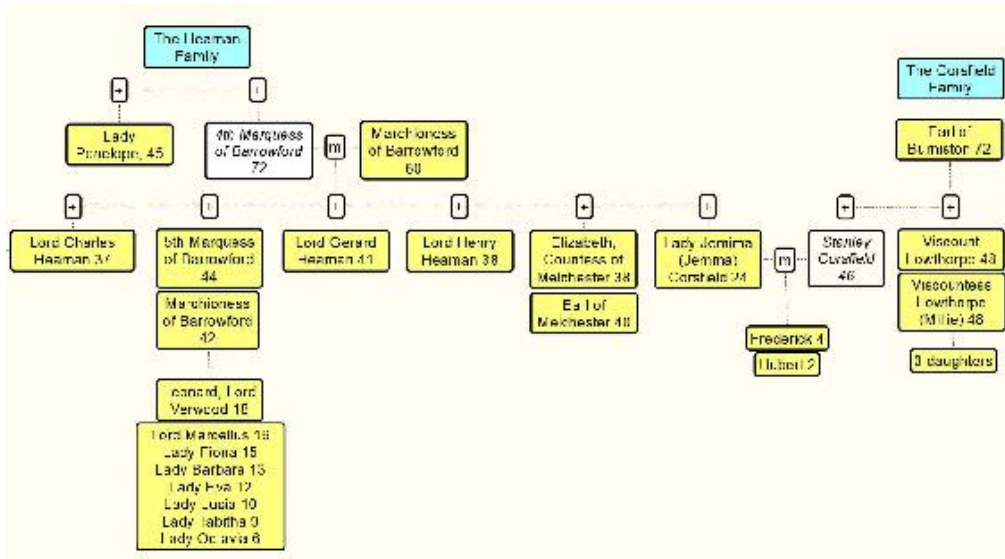 The Heaman
Family
The Corsfield
Family
Lady
Penelope, 45
4th Marquess
of Barrowford
72
m
Marchioness
of Barrowford
60
Earl of
Burniston 72
Lord Charles
Heaman 37
5th Marquess
of Barrowford
44
Marchioness
of Barrowford
42
Lord Gerard
Heaman 41
Lord Henry
Heaman 38
Elizabeth,
Countess of
Melchester 38
Earl of
Melchester 40
Lady Jemima
(Jemma)
Corsfield 24
m
Stanley
Corsfield
46
Viscount
Lowthorpe 48
Viscountess
Lowthorpe
(Millie) 48
3 daughters
Frederick 4
Hubert 2
Leonard, Lord
Verwood 18
Lord Marcellus 16
Lady Fiona 15
Lady Barbara 13
Lady Eva 12
Lady Lucia 10
Lady Tabitha 9
Lady Octavia 6